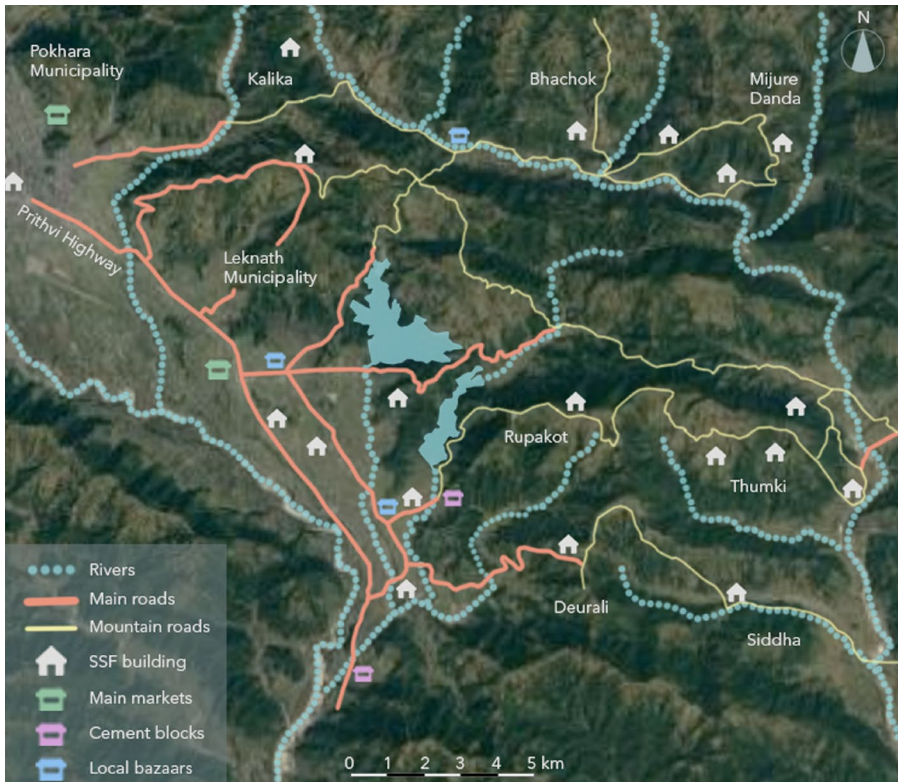 N
Pokhara
Municipality
Kalika
Bhachok
Mijure
Danda
Prithvi Highway
Leknath
Municipality
Rupakot
Thumki
Deurali
Siddha
Rivers
Main roads
Mountain roads
SSF building
Main markets
Cement blocks
Local bazaars
0 1 2 3 4 5 km